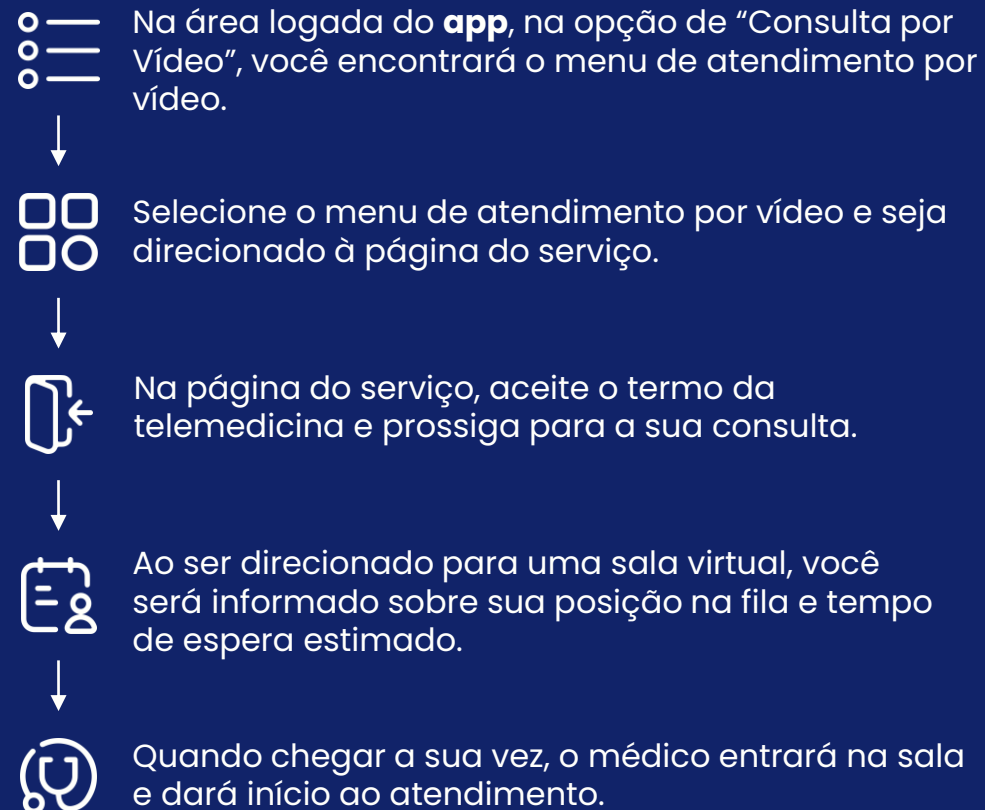 Na área logada do app, na opção de “Consulta por
Vídeo”, você encontrará o menu de atendimento por
vídeo.
Selecione o menu de atendimento por vídeo e seja
direcionado à página do serviço.
Na página do serviço, aceite o termo da
telemedicina e prossiga para a sua consulta.
Ao ser direcionado para uma sala virtual, você
será informado sobre sua posição na fila e tempo
de espera estimado.
Quando chegar a sua vez, o médico entrará na sala
e dará início ao atendimento.